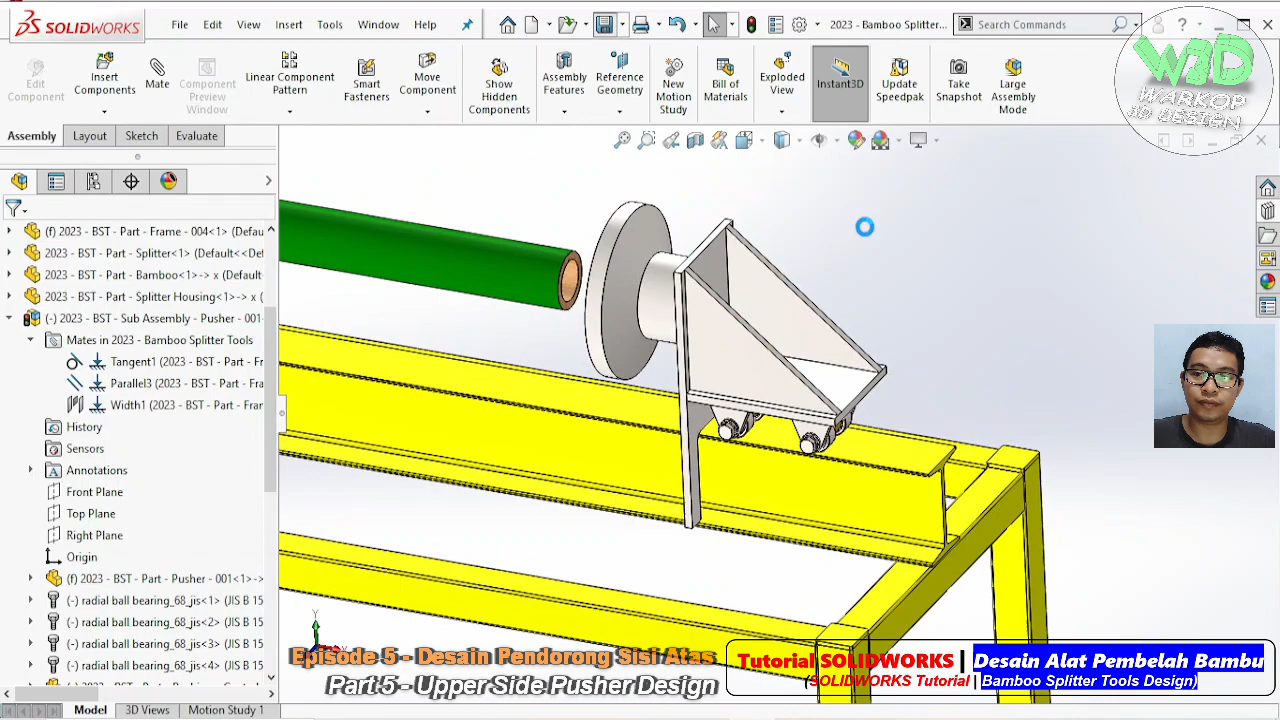 SOLIDWORKS
File
Edit
View
Insert
Tools
Window
Help
2023 - Bamboo Splitter...
Search Commands
Edit
Component
Insert
Components
Mate
Component
Preview
Window
Linear Component
Pattern
Smart
Fasteners
Move
Component
Show
Hidden
Components
Assembly
Features
Reference
Geometry
New
Motion
Study
Bill of
Materials
Exploded
View
Instant3D
Update
Speedpak
Take
Snapshot
Large
Assembly
Mode
W3D
WARKOP
3D DESIGN
Assembly
Layout
Sketch
Evaluate
(f) 2023 - BST - Part - Frame - 004<1> (Defau
2023 - BST - Part - Splitter<1> (Default<<De
2023 - BST - Part - Bamboo<1>-> x (Default
2023 - BST - Part - Splitter Housing<1>-> x (
(-) 2023 - BST - Sub Assembly - Pusher - 001
Mates in 2023 - Bamboo Splitter Tools
Tangent1 (2023 - BST - Part - Fra
Parallel3 (2023 - BST - Part - Fra
Width1 (2023 - BST - Part - Fra
History
Sensors
Annotations
Front Plane
Top Plane
Right Plane
Origin
(f) 2023 - BST - Part - Pusher - 001<1>->
(-) radial ball bearing_68_jis<1> (JIS B 15
(-) radial ball bearing_68_jis<2> (JIS B 15
(-) radial ball bearing_68_jis<3> (JIS B 15
(-) radial ball bearing_68_jis<4> (JIS B 15
Y
Episode 5 - Desain Pendorong Sisi Atas
Part 5 - Upper Side Pusher Design
Tutorial SOLIDWORKS | Desain Alat Pembelah Bambu
(SOLIDWORKS Tutorial | Bamboo Splitter Tools Design)
Model
3D Views
Motion Study 1